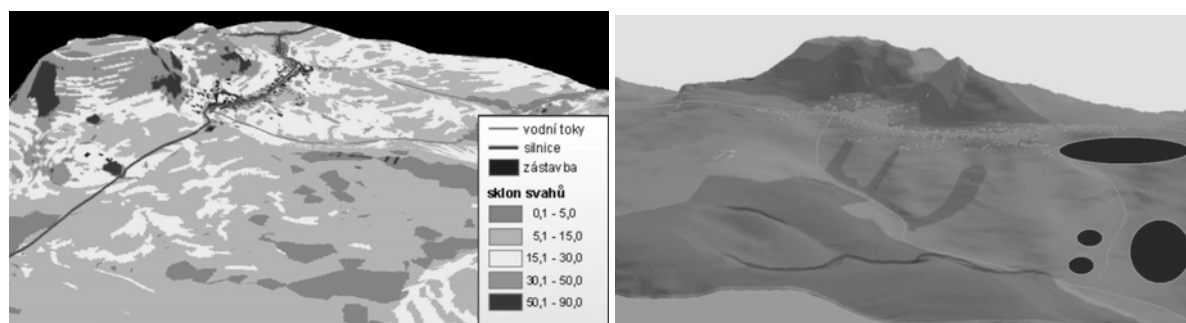 vodní toky
silnice
zástavba
sklon svahů
0,1 - 5,0
5,1 - 15,0
15,1 - 30,0
30,1 - 50,0
50,1 - 90,0